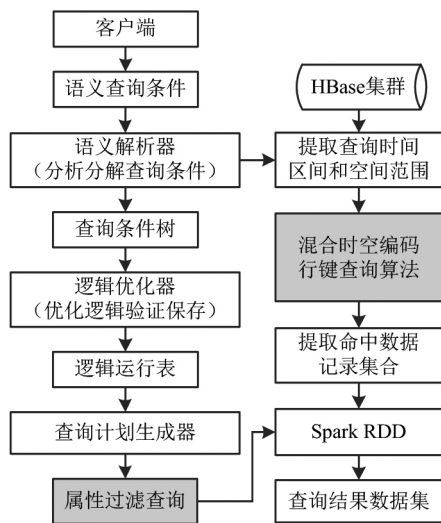 客户端
语义查询条件
语义解析器
（分析分解查询条件）
查询条件树
逻辑优化器
（优化逻辑验证保存）
逻辑运行表
查询计划生成器
属性过滤查询
HBase集群
提取查询时间
区间和空间范围
混合时空编码
行键查询算法
提取命中数据
记录集合
Spark RDD
查询结果数据集